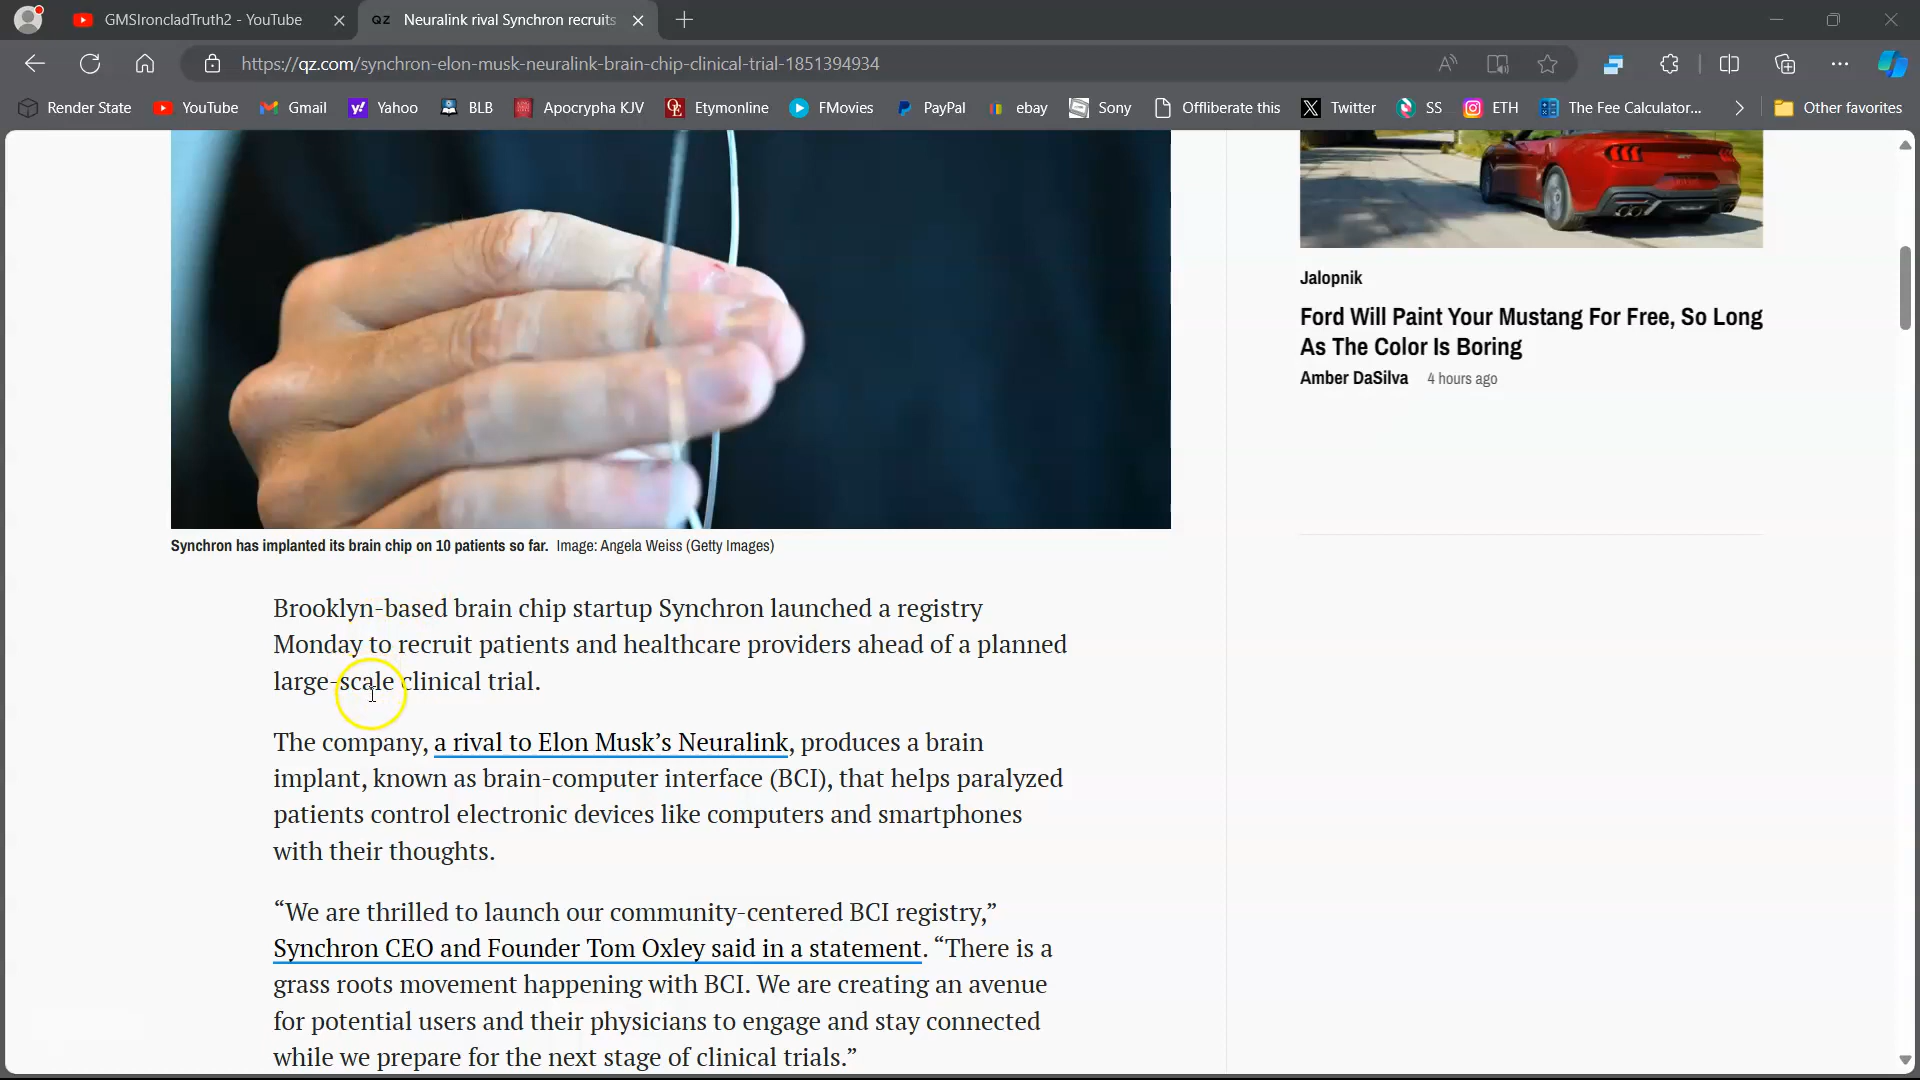 GMSIroncladTruth2 - YouTube
QZ Neuralink rival Synchron recruits
https://qz.com/synchron-elon-musk-neuralink-brain-chip-clinical-trial-1851394934
Render State YouTube Gmail Yahoo BLB Apocrypha KJV Etymonline FMovies PayPal ebay Sony Offliberate this Twitter SS ETH The Fee Calculator... Other favorites
Synchron has implanted its brain chip on 10 patients so far. Image: Angela Weiss (Getty Images)
Brooklyn-based brain chip startup Synchron launched a registry
Monday to recruit patients and healthcare providers ahead of a planned
large-scale clinical trial.
The company, a rival to Elon Musk’s Neuralink, produces a brain
implant, known as brain-computer interface (BCI), that helps paralyzed
patients control electronic devices like computers and smartphones
with their thoughts.
“We are thrilled to launch our community-centered BCI registry,”
Synchron CEO and Founder Tom Oxley said in a statement. “There is a
grass roots movement happening with BCI. We are creating an avenue
for potential users and their physicians to engage and stay connected
while we prepare for the next stage of clinical trials.”
Jalopnik
Ford Will Paint Your Mustang For Free, So Long
As The Color Is Boring
Amber DaSilva 4 hours ago